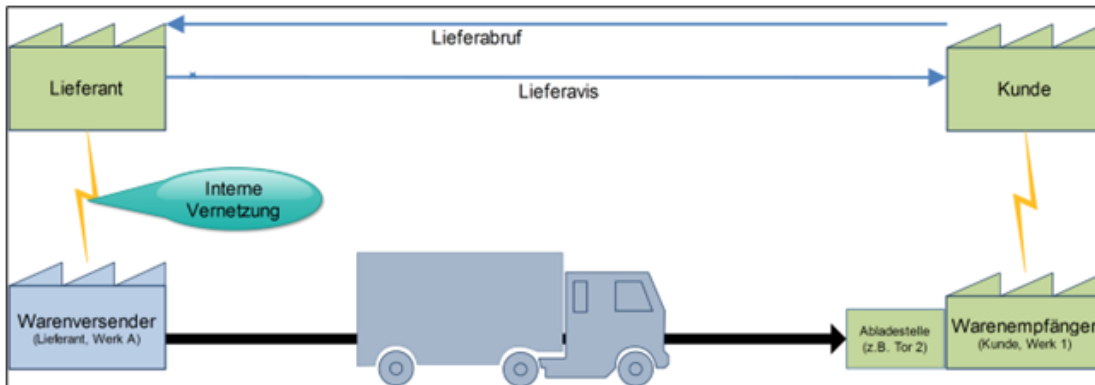 Lieferabruf
Lieferant
Kunde
Lieferavis
Interne
Vernetzung
Warenversender
(Lieferant, Werk A)
Abladestelle
(z.B. Tor 2)
Warenempfänger
(Kunde, Werk 1)